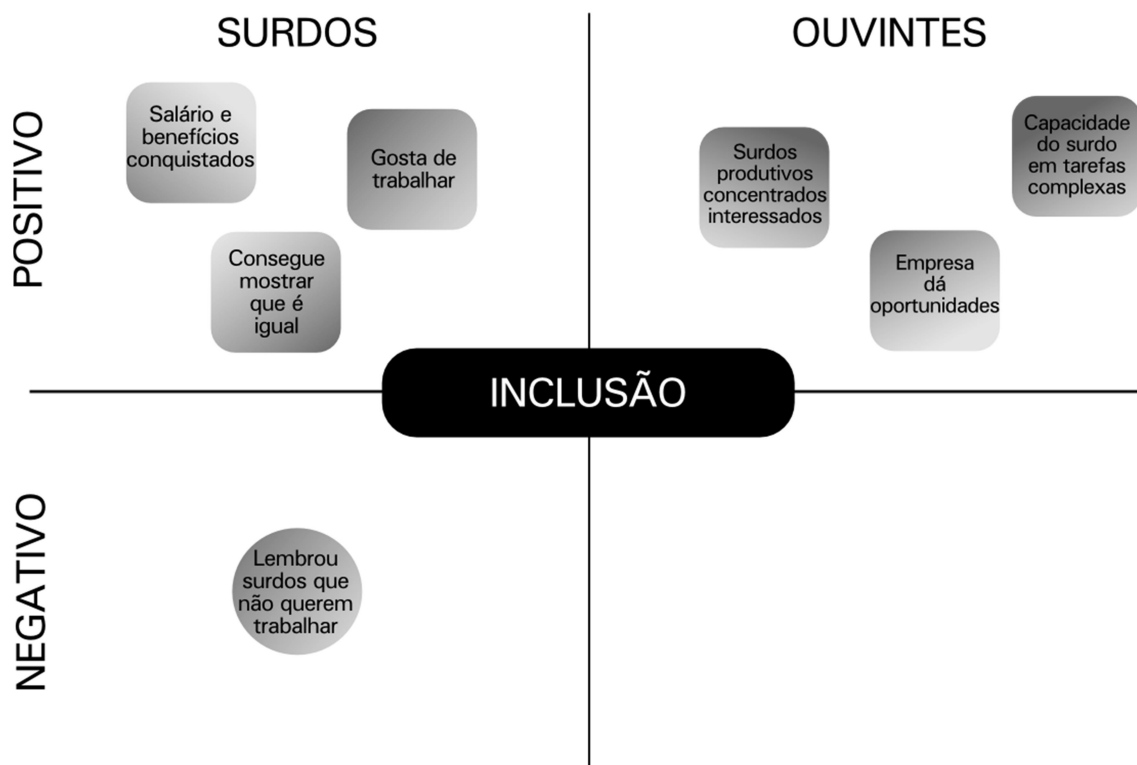 SURDOS
OUVINTES
POSITIVO
Salário e
benefícios
conquistados
Gosta de
trabalhar
Consegue
mostrar
que é
igual
Surdos
produtivos
concentrados
interessados
Capacidade
do surdo
em tarefas
complexas
Empresa
dá
oportunidades
INCLUSÃO
NEGATIVO
Lembrou
surdos que
não querem
trabalhar